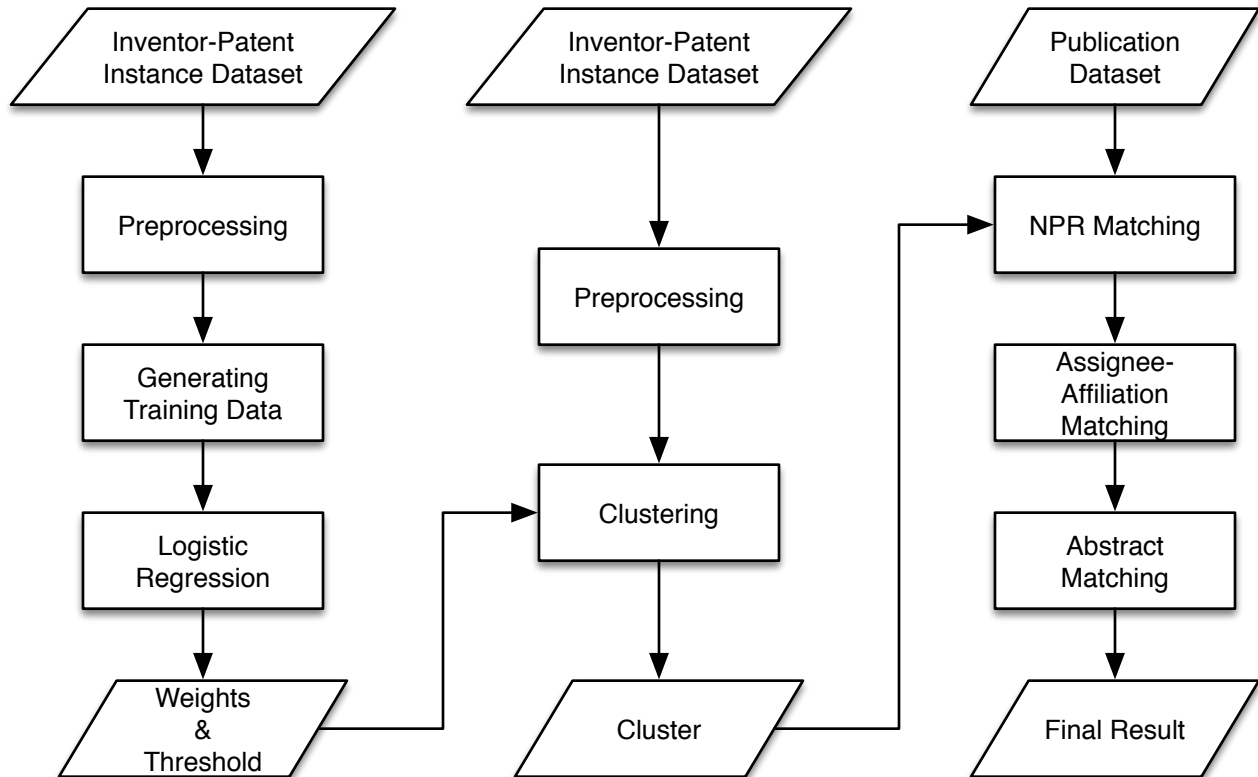 Inventor-Patent
Instance Dataset
Preprocessing
Generating
Training Data
Logistic
Regression
Weights
&
Threshold
Inventor-Patent
Instance Dataset
Preprocessing
Clustering
Cluster
Publication
Dataset
NPR Matching
Assignee-
Affiliation
Matching
Abstract
Matching
Final Result